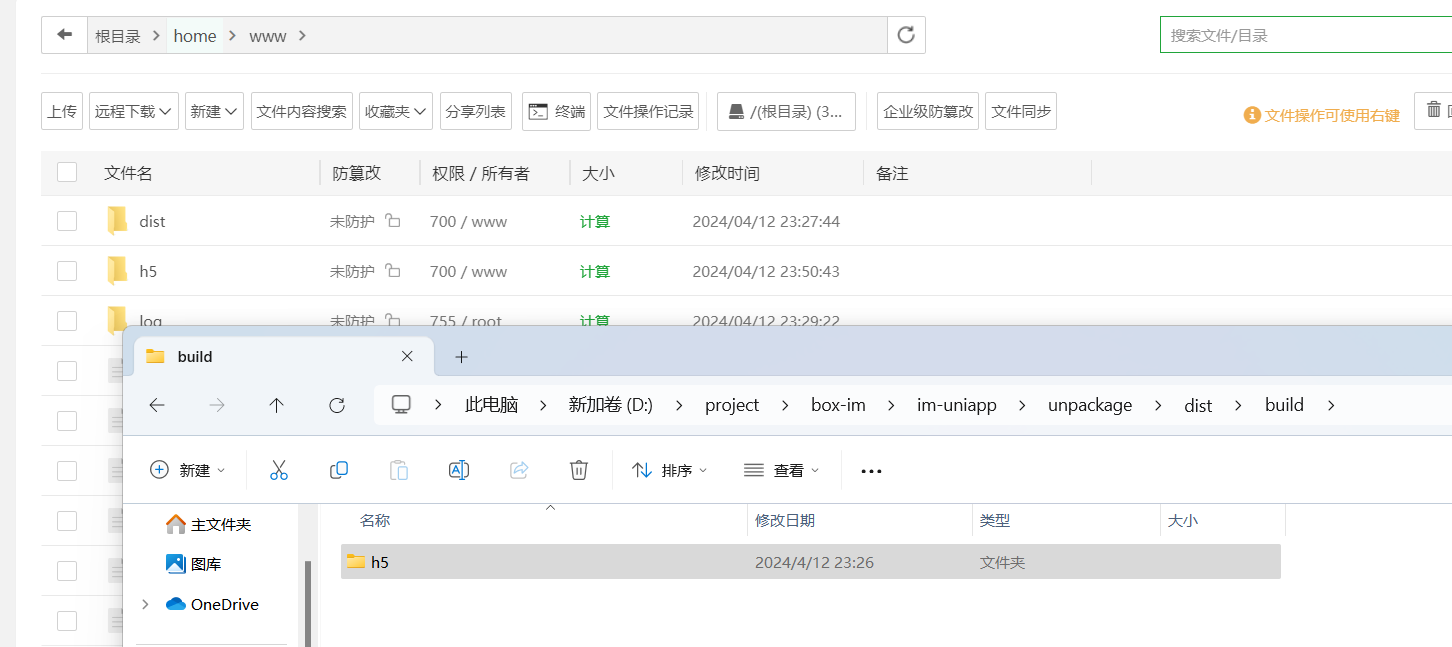 根目录 home www
搜索文件/目录
上传 远程下载 新建 文件内容搜索 收藏夹 分享列表 终端 文件操作记录 /(根目录) (3... 企业级防篡改 文件同步 文件操作可使用右键
文件名 防篡改 权限 / 所有者 大小 修改时间 备注
dist 未防护 700 / www 计算 2024/04/12 23:27:44
h5 未防护 700 / www 计算 2024/04/12 23:50:43
log 未防护 755 / root 计算 2024/04/12 23:29:22
build
此电脑 新加卷 (D:) project box-im im-uniapp unpackage dist build
新建 排序 查看
名称 修改日期 类型 大小
主文件夹
h5 2024/4/12 23:26 文件夹
图库
OneDrive